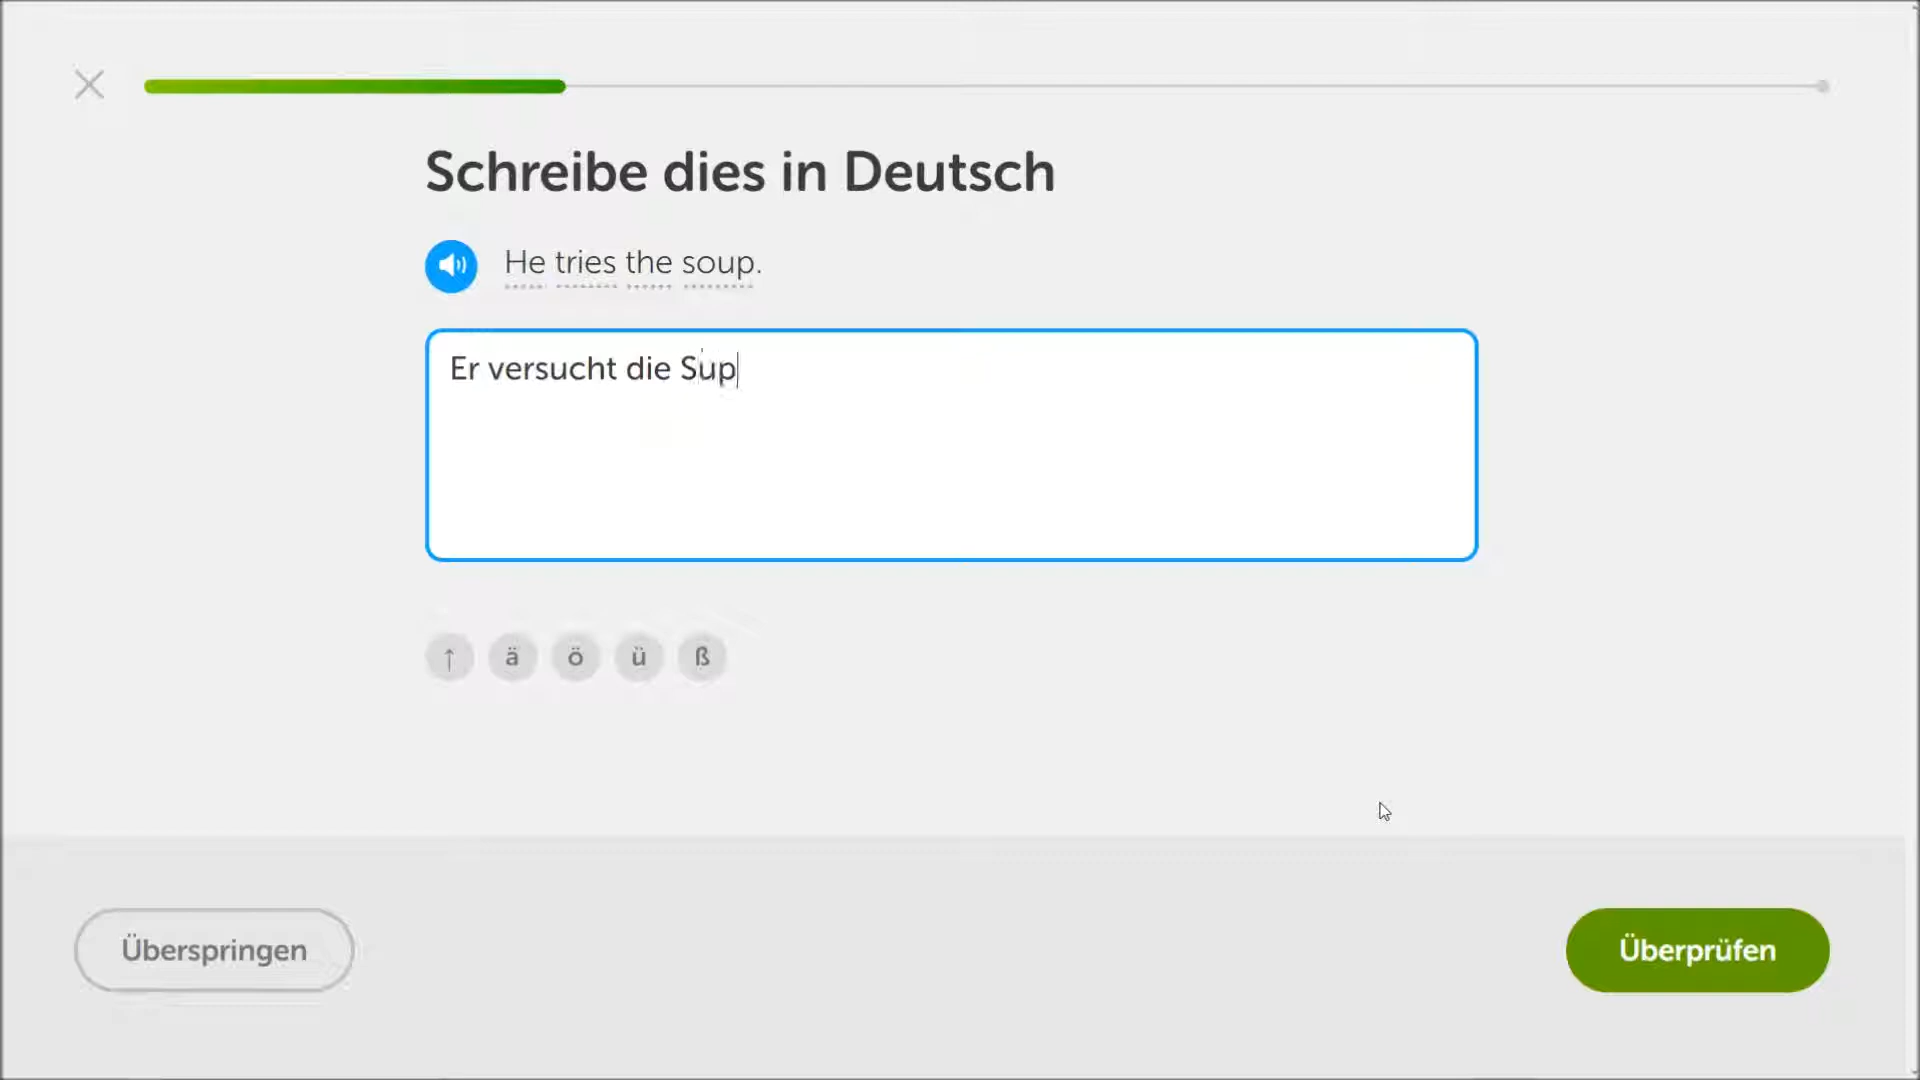 Schreibe dies in Deutsch
He tries the soup.
Er versucht die Sup
↑ ä ö ü ß
Überspringen
Überprüfen